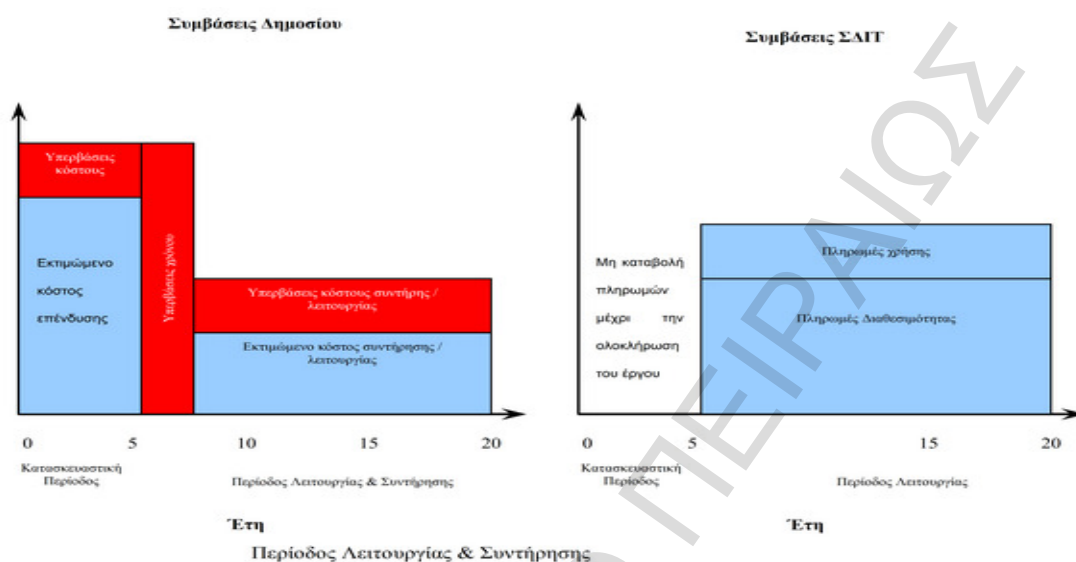 Συμβάσεις Δημοσίου
Υπερβάσεις
κόστους
Εκτιμώμενο
κόστος
επένδυσης
Υπερβάσεις χρόνου
Υπερβάσεις κόστους συντήρης /
λειτουργίας
Εκτιμώμενο κόστος συντήρησης /
λειτουργίας
0 5 10 15 20
Κατασκευαστική
Περίοδος
Περίοδος Λειτουργίας & Συντήρησης
Έτη
Συμβάσεις ΣΔΙΤ
Μη καταβολή
πληρωμών
μέχρι την
ολοκλήρωση
του έργου
Πληρωμές χρήσης
Πληρωμές Διαθεσιμότητας
0 5 15 20
Κατασκευαστική
Περίοδος
Περίοδος Λειτουργίας
Έτη
Περίοδος Λειτουργίας & Συντήρησης
ΠΕΙΡΑΙΩΣ